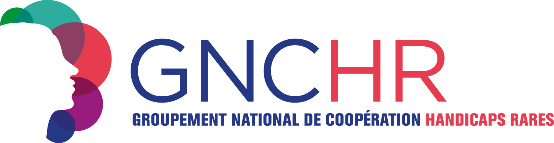 GNCHR
GROUPEMENT NATIONAL DE COOPÉRATION HANDICAPS RARES